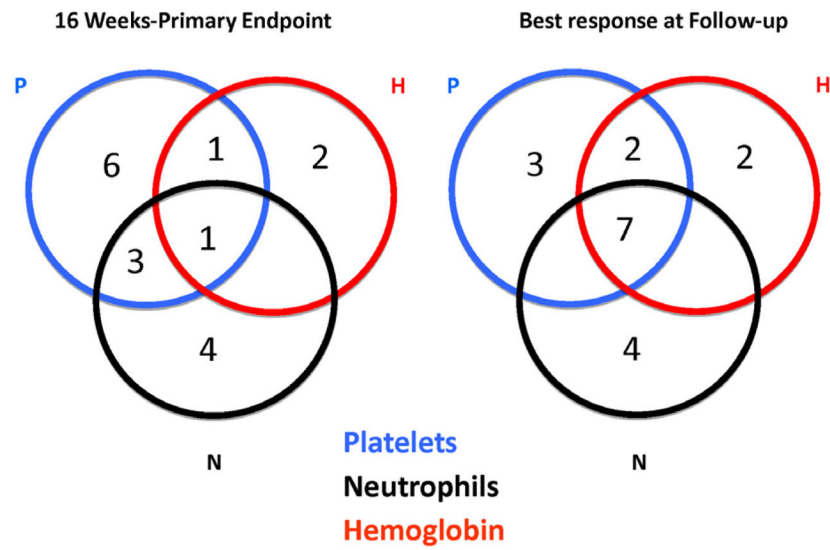 16 Weeks-Primary Endpoint
Best response at Follow-up
P
H
P
H
6
1
2
3
2
2
3
1
7
4
4
N
N
Platelets
Neutrophils
Hemoglobin